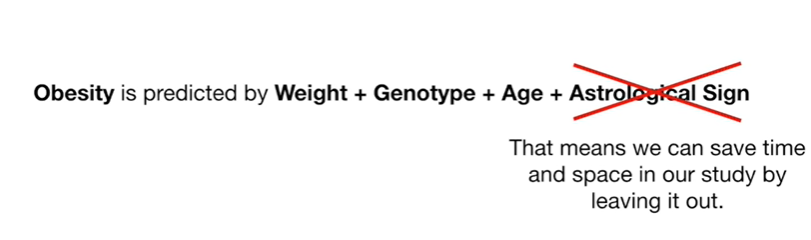 Obesity is predicted by Weight + Genotype + Age + Astrological Sign
That means we can save time
and space in our study by
leaving it out.